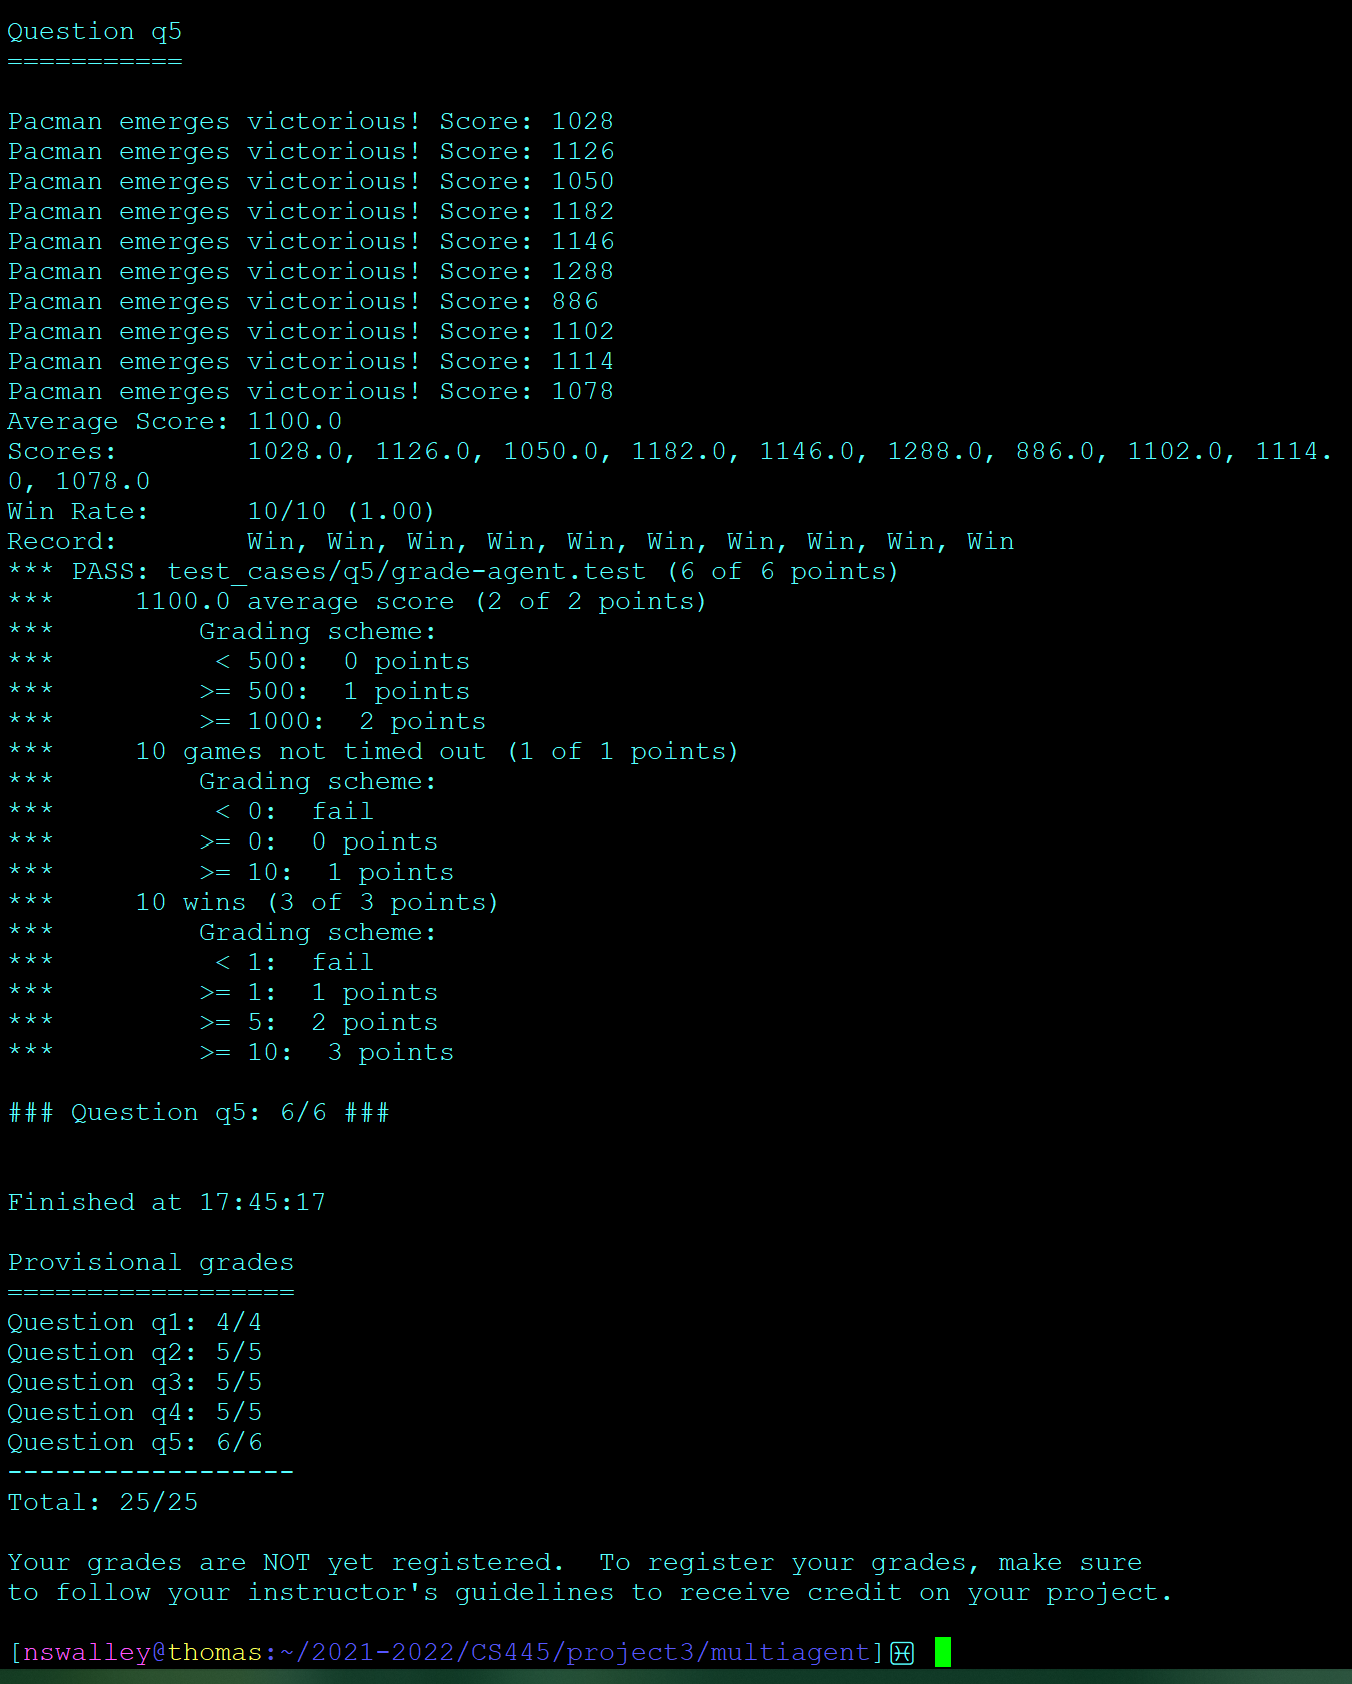 Question q5
===========
Pacman emerges victorious! Score: 1028
Pacman emerges victorious! Score: 1126
Pacman emerges victorious! Score: 1050
Pacman emerges victorious! Score: 1182
Pacman emerges victorious! Score: 1146
Pacman emerges victorious! Score: 1288
Pacman emerges victorious! Score: 886
Pacman emerges victorious! Score: 1102
Pacman emerges victorious! Score: 1114
Pacman emerges victorious! Score: 1078
Average Score: 1100.0
Scores:        1028.0, 1126.0, 1050.0, 1182.0, 1146.0, 1288.0, 886.0, 1102.0, 1114.
0, 1078.0
Win Rate:      10/10 (1.00)
Record:        Win, Win, Win, Win, Win, Win, Win, Win, Win, Win
*** PASS: test_cases/q5/grade-agent.test (6 of 6 points)
***     1100.0 average score (2 of 2 points)
***         Grading scheme:
***          < 500:  0 points
***         >= 500:  1 points
***         >= 1000:  2 points
***     10 games not timed out (1 of 1 points)
***         Grading scheme:
***          < 0:  fail
***         >= 0:  0 points
***         >= 10:  1 points
***     10 wins (3 of 3 points)
***         Grading scheme:
***          < 1:  fail
***         >= 1:  1 points
***         >= 5:  2 points
***         >= 10:  3 points
### Question q5: 6/6 ###
Finished at 17:45:17
Provisional grades
==================
Question q1: 4/4
Question q2: 5/5
Question q3: 5/5
Question q4: 5/5
Question q5: 6/6
------------------
Total: 25/25
Your grades are NOT yet registered.  To register your grades, make sure
to follow your instructor's guidelines to receive credit on your project.
[nswalley@thomas:~/2021-2022/CS445/project3/multiagent]♓